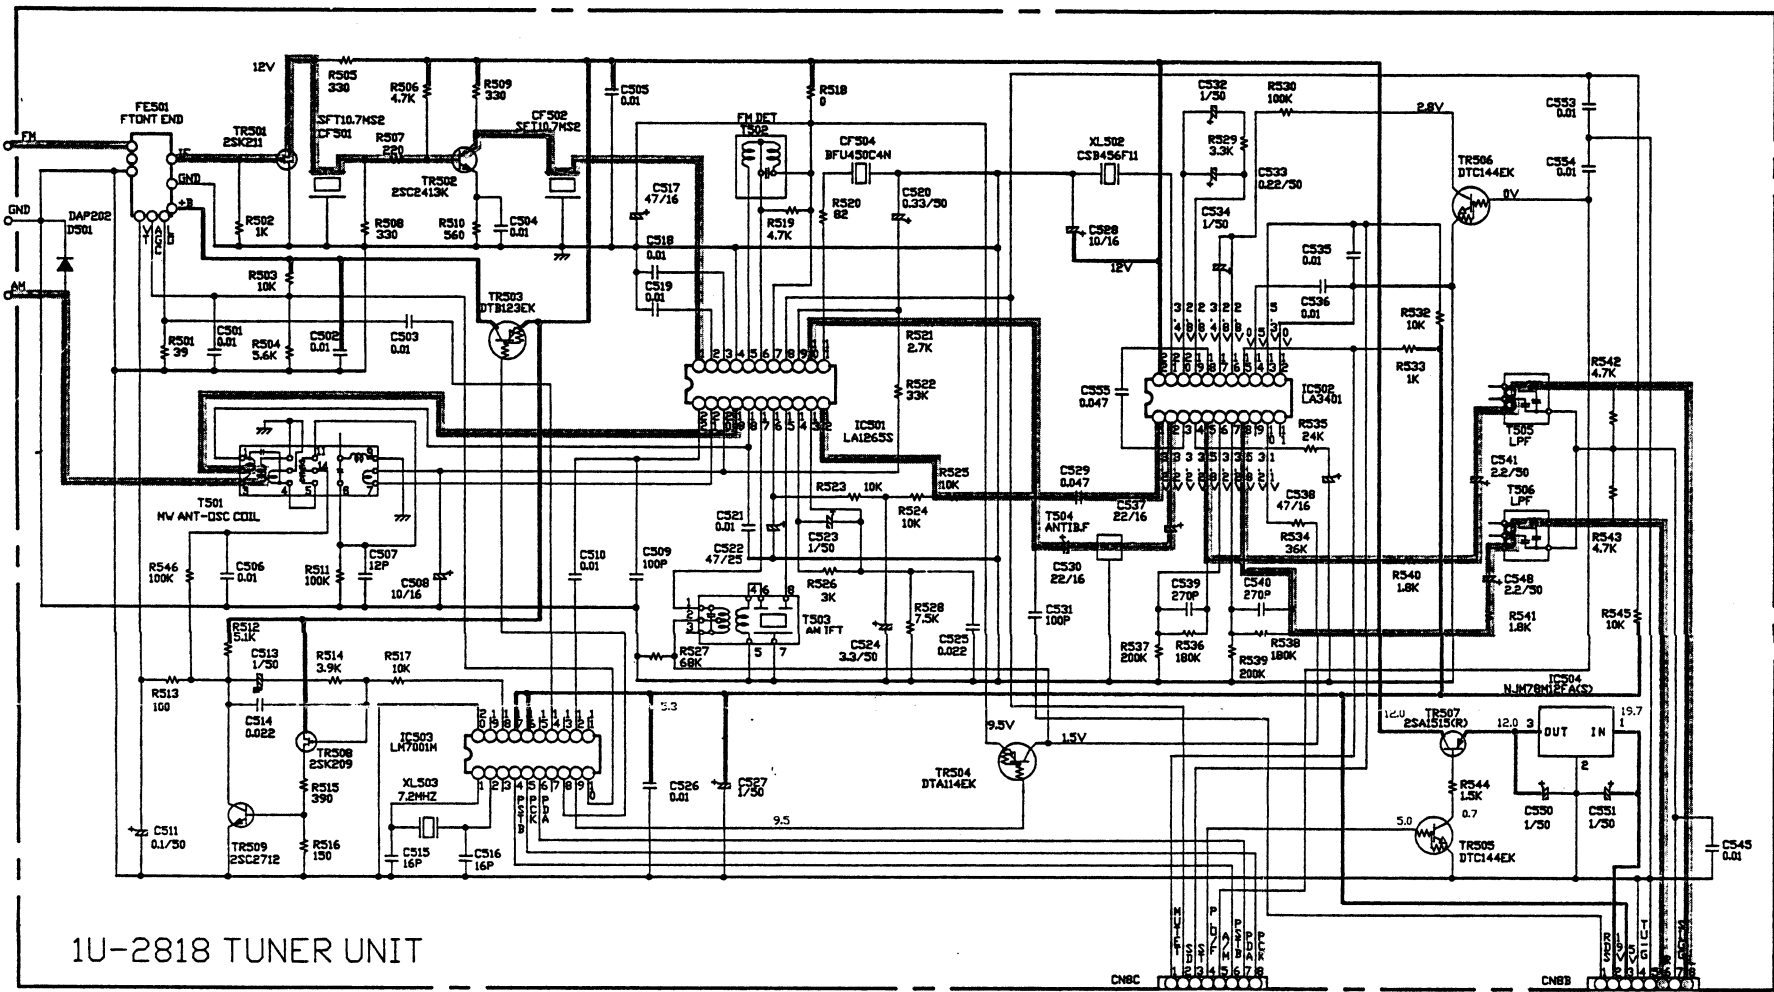 12V
R505
330
R506
4.7K
R509
330
C505
0.01
R518
0
C532
1/50
R530
100K
2.8V
C553
0.01
FE501
FTONT END
TR501
2SK211
SFT10.7MS2
CF501
R507
220
CF502
SFT10.7MS2
FM DET
T502
CF504
BFU450C4N
XL502
CSB456F11
R529
3.3K
FM
IF
GND
+B
TR502
2SC2413K
C517
47/16
C520
0.33/50
C533
0.22/50
TR506
DTC144EK
C554
0.01
0V
GND
DAP202
D501
VT
AGC
R502
1K
R508
330
R510
560
C504
0.01
R519
4.7K
R520
82
C528
10/16
C534
1/50
C518
0.01
C519
0.01
12V
C535
0.01
C536
0.01
AM
R503
10K
TR503
DTB123EK
R501
39
C501
0.01
R504
5.6K
C502
0.01
C503
0.01
R521
2.7K
R532
10K
R533
1K
R522
33K
C555
0.047
IC502
LA3401
R542
4.7K
IC501
LA1265S
R535
24K
T505
LPF
T501
MW ANT-OSC COIL
R523
10K
R525
10K
R524
10K
C529
0.047
C537
22/16
C538
47/16
C541
2.2/50
T506
LPF
C521
0.01
C522
47/25
C523
1/50
T504
ANTI B.F
R534
36K
R543
4.7K
R546
100K
C506
0.01
R511
100K
C507
12P
C508
10/16
C510
0.01
C509
100P
R526
3K
C530
22/16
C539
270P
C540
270P
R540
1.8K
C548
2.2/50
T503
AM IFT
R528
7.5K
C524
3.3/50
C525
0.022
C531
100P
R541
1.8K
R545
10K
R512
5.1K
C513
1/50
R514
3.9K
R517
10K
R527
68K
R537
200K
R536
180K
R539
200K
R538
180K
R513
100
C514
0.022
5.3
IC504
NJM78M12FA(S)
TR507
2SA1515(R)
12.0
12.0
19.7
3 OUT IN 1
2
TR508
2SK209
IC503
LM7001M
9.5V
1.5V
XL503
7.2MHZ
R515
390
PSTB
PCK
PDA
C526
0.01
C527
1/50
TR504
DTA114EK
R544
1.5K
0.7
C550
1/50
C551
1/50
C511
0.1/50
TR509
2SC2712
R516
150
C515
16P
C516
16P
9.5
5.0
TR505
DTC144EK
C545
0.01
1U-2818 TUNER UNIT
CN8C
1 2 3 4 5 6 7 8
CN8B